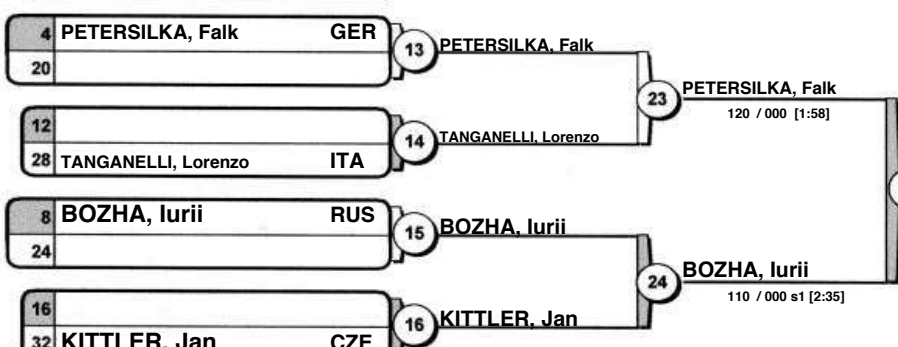 4 PETERSILKA, Falk GER
20
13 PETERSILKA, Falk
23 PETERSILKA, Falk
120 / 000 [1:58]
12
28 TANGANELLI, Lorenzo ITA
14 TANGANELLI, Lorenzo
8 BOZHA, Iurii RUS
24
15 BOZHA, Iurii
24 BOZHA, Iurii
110 / 000 s1 [2:35]
16
32 KITTLER, Jan CZE
16 KITTLER, Jan